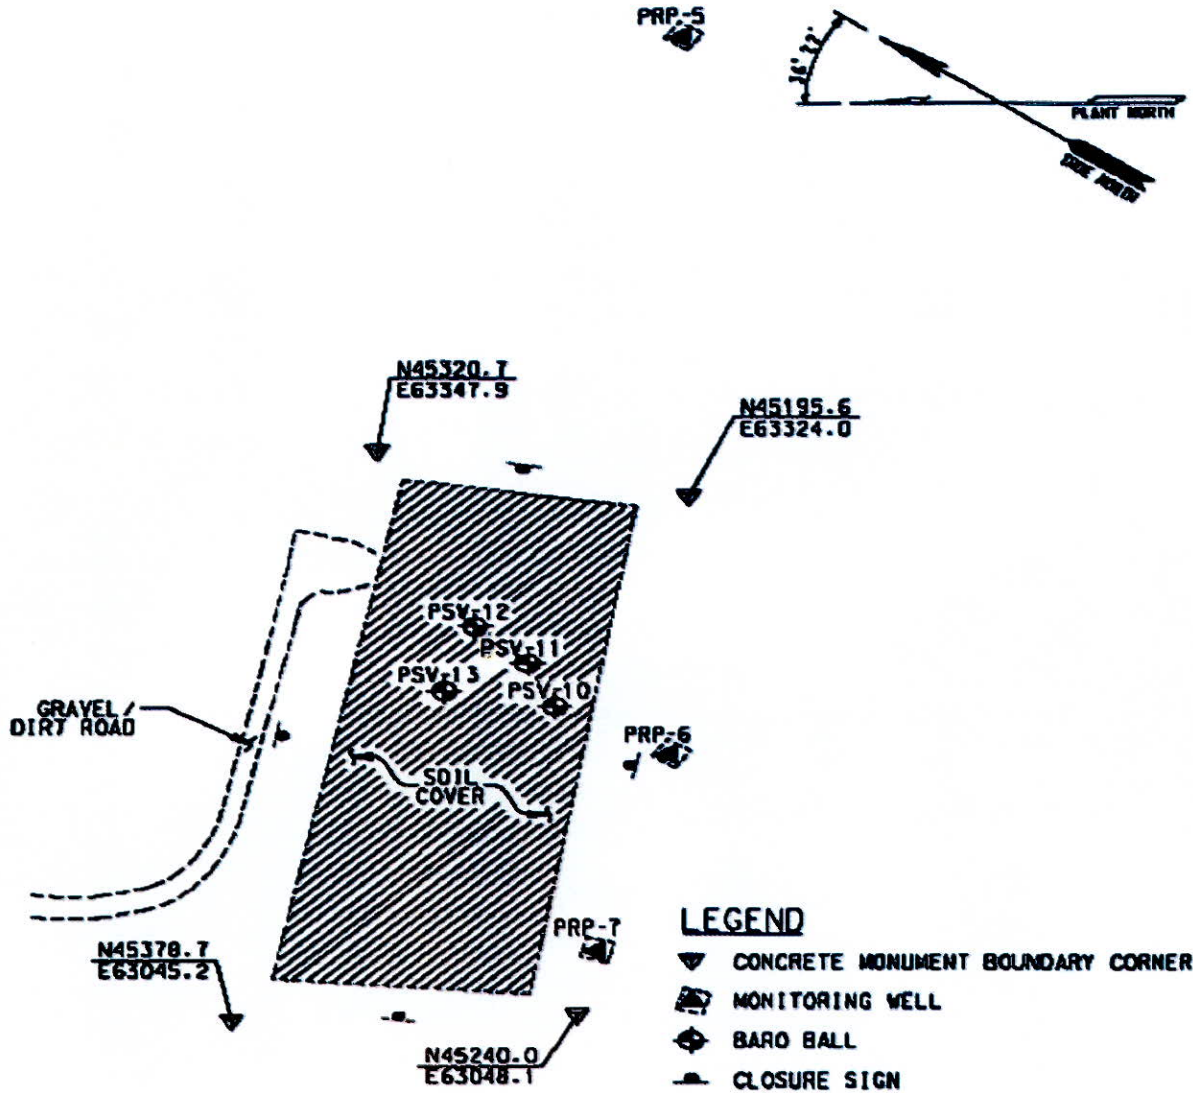 PRP-5
36° 22'
PLANT NORTH
TRUE NORTH
N45320.7
E63347.9
N45195.6
E63324.0
PSV-12
PSV-11
PSV-13
PSV-10
GRAVEL/
DIRT ROAD
PRP-6
SOIL
COVER
PRP-7
N45378.7
E63045.2
N45240.0
E63048.1
LEGEND
CONCRETE MONUMENT BOUNDARY CORNER
MONITORING WELL
BARO BALL
CLOSURE SIGN